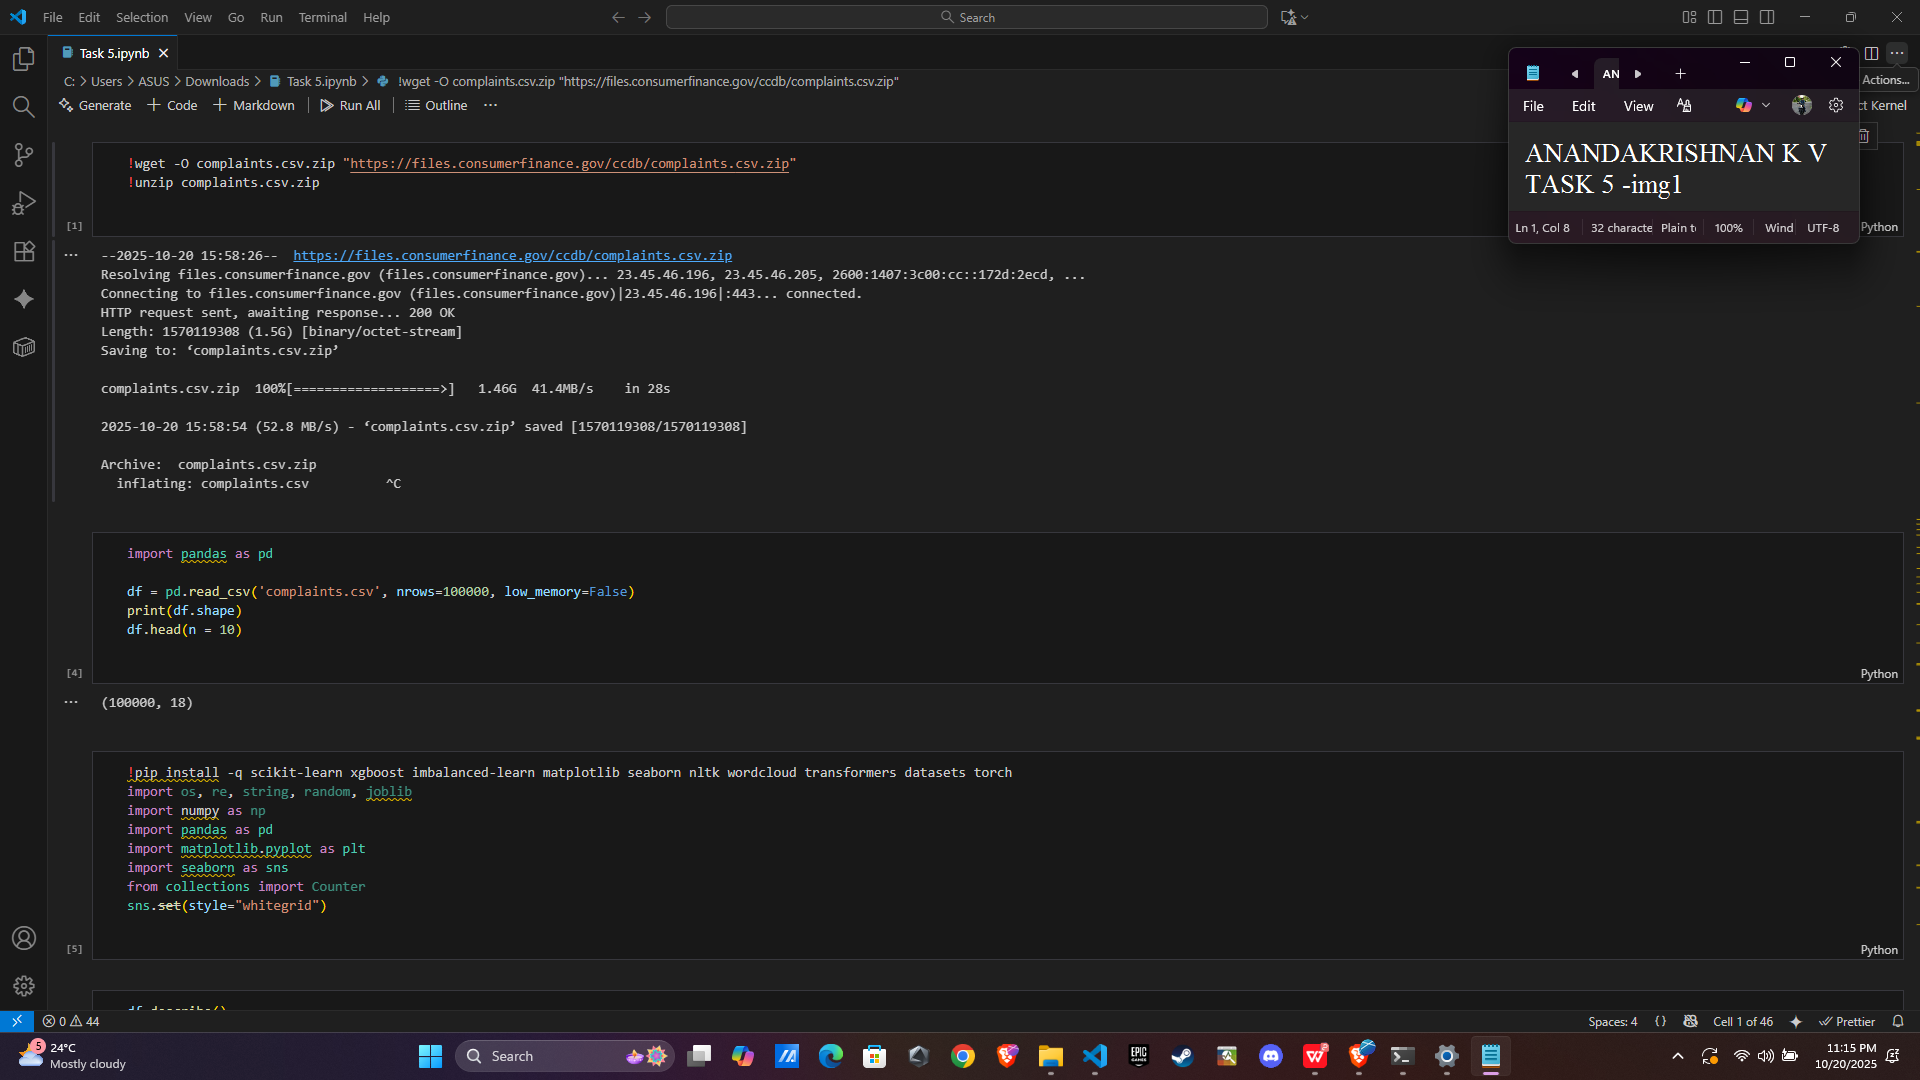 File Edit Selection View Go Run Terminal Help
Search
Task 5.ipynb
C: > Users > ASUS > Downloads > Task 5.ipynb > !wget -O complaints.csv.zip "https://files.consumerfinance.gov/ccdb/complaints.csv.zip"
Generate + Code + Markdown Run All Outline ...
Actions...
ct Kernel
AN
File Edit View
ANANDAKRISHNAN K V
TASK 5 -img1
Ln 1, Col 8 32 characte Plain t 100% Wind UTF-8
!wget -O complaints.csv.zip "https://files.consumerfinance.gov/ccdb/complaints.csv.zip"
!unzip complaints.csv.zip
[1]
Python
--2025-10-20 15:58:26-- https://files.consumerfinance.gov/ccdb/complaints.csv.zip
Resolving files.consumerfinance.gov (files.consumerfinance.gov)... 23.45.46.196, 23.45.46.205, 2600:1407:3c00:cc::172d:2ecd, ...
Connecting to files.consumerfinance.gov (files.consumerfinance.gov)|23.45.46.196|:443... connected.
HTTP request sent, awaiting response... 200 OK
Length: 1570119308 (1.5G) [binary/octet-stream]
Saving to: ‘complaints.csv.zip’
complaints.csv.zip 100%[===================>] 1.46G 41.4MB/s in 28s
2025-10-20 15:58:54 (52.8 MB/s) - ‘complaints.csv.zip’ saved [1570119308/1570119308]
Archive: complaints.csv.zip
inflating: complaints.csv ^C
import pandas as pd
df = pd.read_csv('complaints.csv', nrows=100000, low_memory=False)
print(df.shape)
df.head(n = 10)
[4]
Python
(100000, 18)
!pip install -q scikit-learn xgboost imbalanced-learn matplotlib seaborn nltk wordcloud transformers datasets torch
import os, re, string, random, joblib
import numpy as np
import pandas as pd
import matplotlib.pyplot as plt
import seaborn as sns
from collections import Counter
sns.set(style="whitegrid")
[5]
Python
df.describe()
0 44
Spaces: 4 {} Cell 1 of 46 Prettier
5
24°C
Mostly cloudy
Search
EPIC GAMES
11:15 PM
10/20/2025